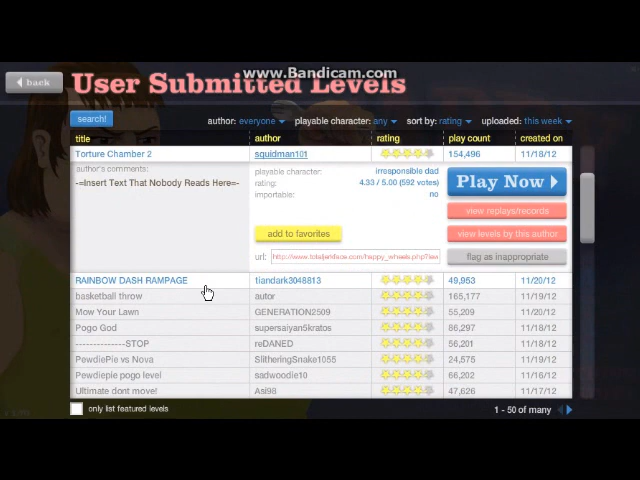 www.Bandicam.com
back
User Submitted Levels
search!
author: everyone playable character: any sort by: rating uploaded: this week
title author rating play count created on
Torture Chamber 2 squidman101 154,496 11/18/12
author's comments:
-=Insert Text That Nobody Reads Here=-
playable character: irresponsible dad
rating: 4.33 / 5.00 (592 votes)
importable: no
Play Now
view replays/records
add to favorites
view levels by this author
url: http://www.totaljerkface.com/happy_wheels.php?lev
flag as inappropriate
RAINBOW DASH RAMPAGE tiandark3048813 49,953 11/20/12
basketball throw autor 165,177 11/19/12
Mow Your Lawn GENERATION2509 55,209 11/20/12
Pogo God supersaiyan5kratos 86,297 11/18/12
--------------STOP reDANED 56,201 11/18/12
PewdiePie vs Nova SlitheringSnake1055 24,575 11/19/12
Pewdiepie pogo level sadwoodie10 66,202 11/16/12
Ultimate dont move! Asi98 47,626 11/17/12
only list featured levels
1 - 50 of many